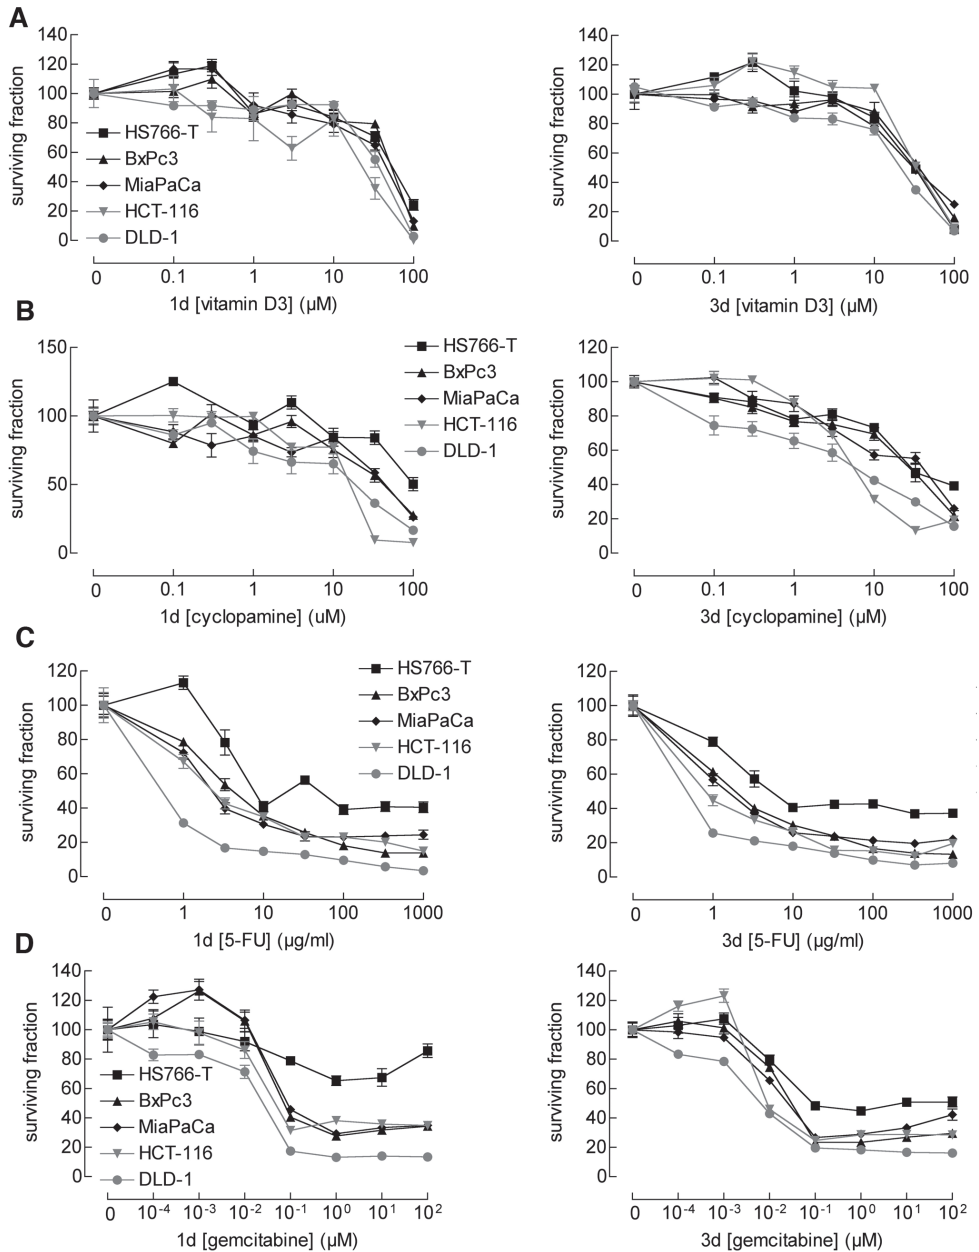 A
surviving fraction
140
120
100
80
60
40
20
0
HS766-T
BxPc3
MiaPaCa
HCT-116
DLD-1
0 0.1 1 10 100
1d [vitamin D3] (µM)
surviving fraction
140
120
100
80
60
40
20
0
0 0.1 1 10 100
3d [vitamin D3] (µM)
B
surviving fraction
150
100
50
0
HS766-T
BxPc3
MiaPaCa
HCT-116
DLD-1
0 0.1 1 10 100
1d [cyclopamine] (uM)
surviving fraction
120
100
80
60
40
20
0
0 0.1 1 10 100
3d [cyclopamine] (µM)
C
surviving fraction
120
100
80
60
40
20
0
HS766-T
BxPc3
MiaPaCa
HCT-116
DLD-1
0 1 10 100 1000
1d [5-FU] (µg/ml)
surviving fraction
120
100
80
60
40
20
0
0 1 10 100 1000
3d [5-FU] (µg/ml)
D
surviving fraction
140
120
100
80
60
40
20
0
HS766-T
BxPc3
MiaPaCa
HCT-116
DLD-1
0 10⁻⁴ 10⁻³ 10⁻² 10⁻¹ 10⁰ 10¹ 10²
1d [gemcitabine] (µM)
surviving fraction
140
120
100
80
60
40
20
0
0 10⁻⁴ 10⁻³ 10⁻² 10⁻¹ 10⁰ 10¹ 10²
3d [gemcitabine] (µM)